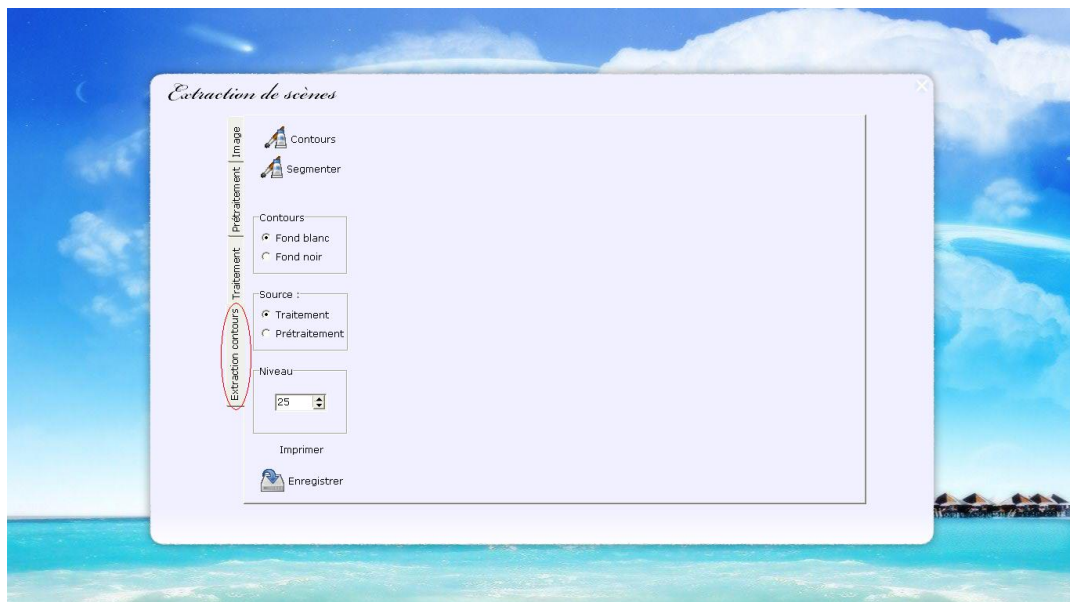 Extraction de scènes
Image
Prétraitement
Traitement
Extraction contours
Contours
Segmenter
Contours
Fond blanc
Fond noir
Source :
Traitement
Prétraitement
Niveau
25
Imprimer
Enregistrer